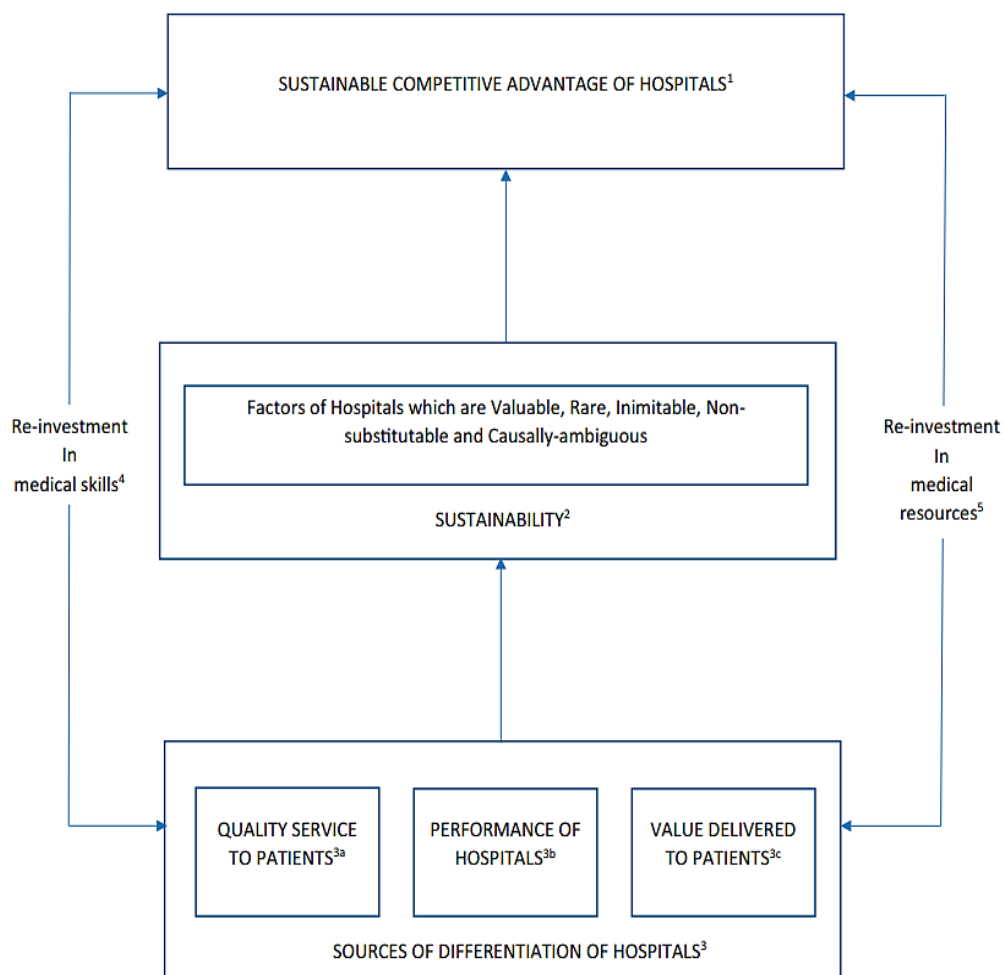 SUSTAINABLE COMPETITIVE ADVANTAGE OF HOSPITALS¹
Factors of Hospitals which are Valuable, Rare, Inimitable, Non-
substitutable and Causally-ambiguous
SUSTAINABILITY²
Re-investment
In
medical skills⁴
Re-investment
In
medical
resources⁵
QUALITY SERVICE
TO PATIENTS³ᵃ
PERFORMANCE OF
HOSPITALS³ᵇ
VALUE DELIVERED
TO PATIENTS³ᶜ
SOURCES OF DIFFERENTIATION OF HOSPITALS³